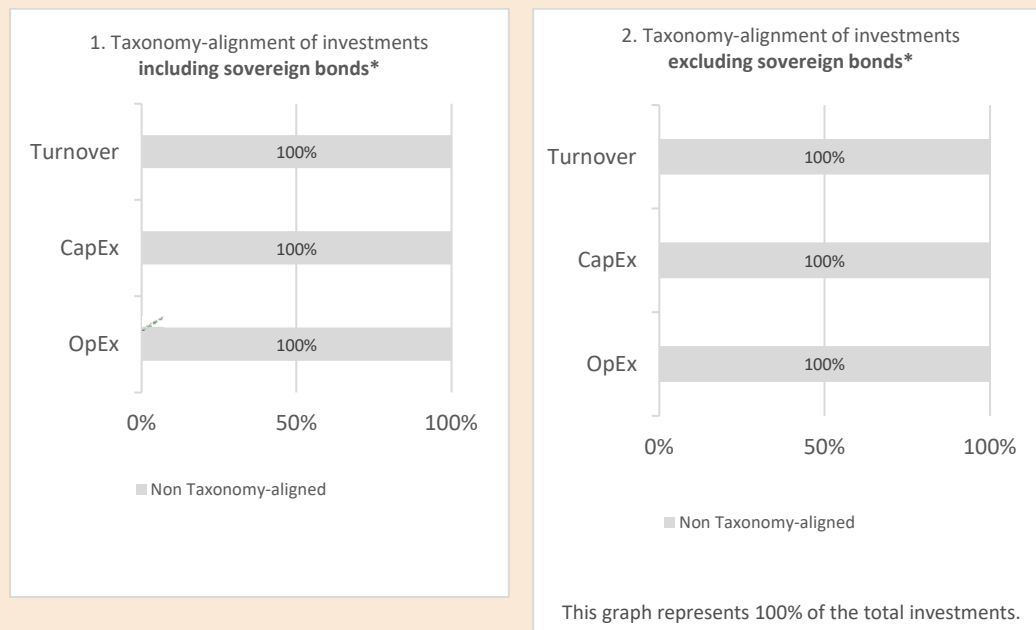 1. Taxonomy-alignment of investments
including sovereign bonds*
Turnover
100%
CapEx
100%
OpEx
100%
0%
50%
100%
Non Taxonomy-aligned
2. Taxonomy-alignment of investments
excluding sovereign bonds*
Turnover
100%
CapEx
100%
OpEx
100%
0%
50%
100%
Non Taxonomy-aligned
This graph represents 100% of the total investments.